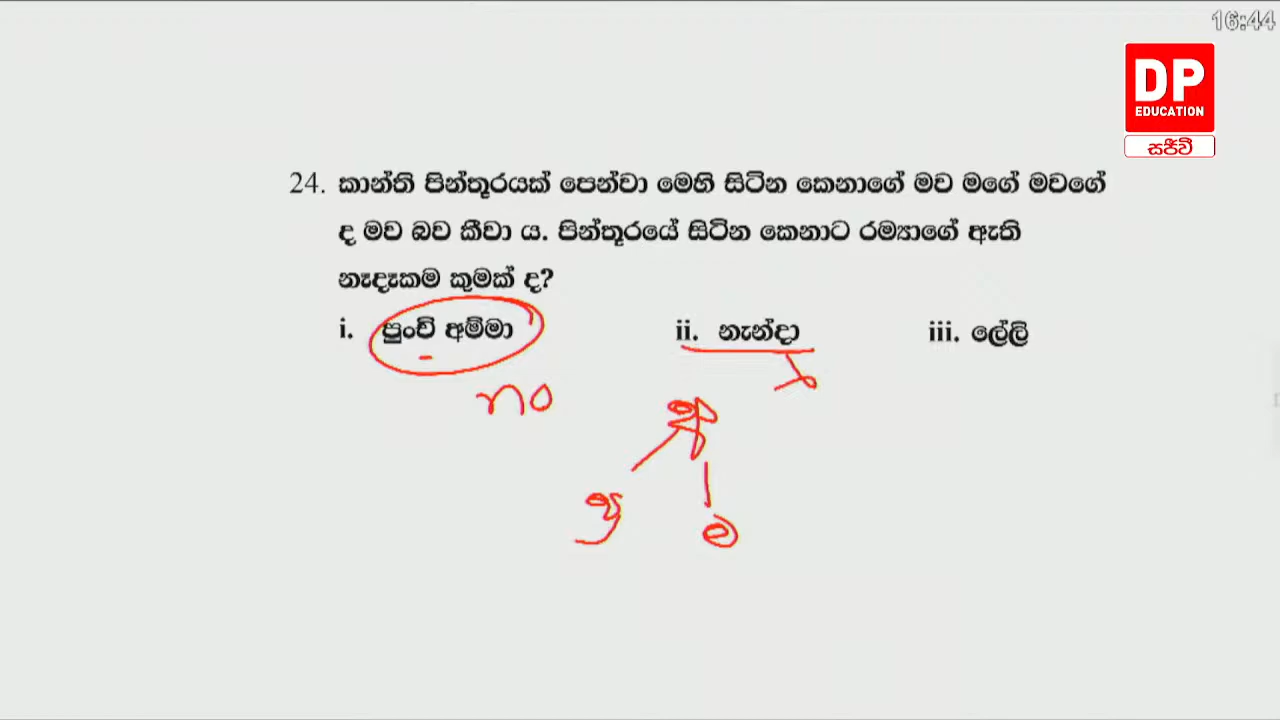 16:44
DP
EDUCATION
සජීවී
24. කාන්ති පින්තූරයක් පෙන්වා මෙහි සිටින කෙනාගේ මව මගේ මවගේ
ද මව බව කීවා ය. පින්තූරයේ සිටින කෙනාට රම්‍යාගේ ඇති
නෑදෑකම කුමක් ද?
i. පුංචි අම්මා ii. නැන්දා iii. ලේලි
no